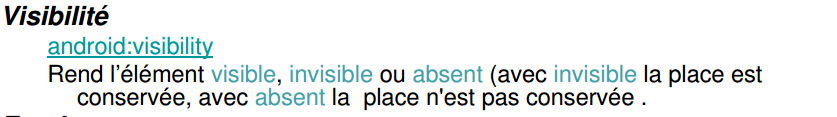 Visibilité
android:visibility
Rend l’élément visible, invisible ou absent (avec invisible la place est
conservée, avec absent la  place n'est pas conservée .